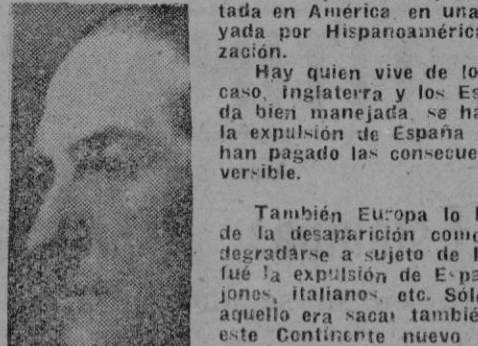 tada en América en una
yada por Hispanoaméric
zación.
Hay quien vive de lo
caso, Inglaterra y los Es
da bien manejada, se ha
la expulsión de España
han pagado las consecue
versible.
También Europa lo
de la desaparición com
degradarse a sujeto de
fué la expulsión de Espa
jones, italianos, etc. Sól
aquello era sacar tambié
este Continente nuevo